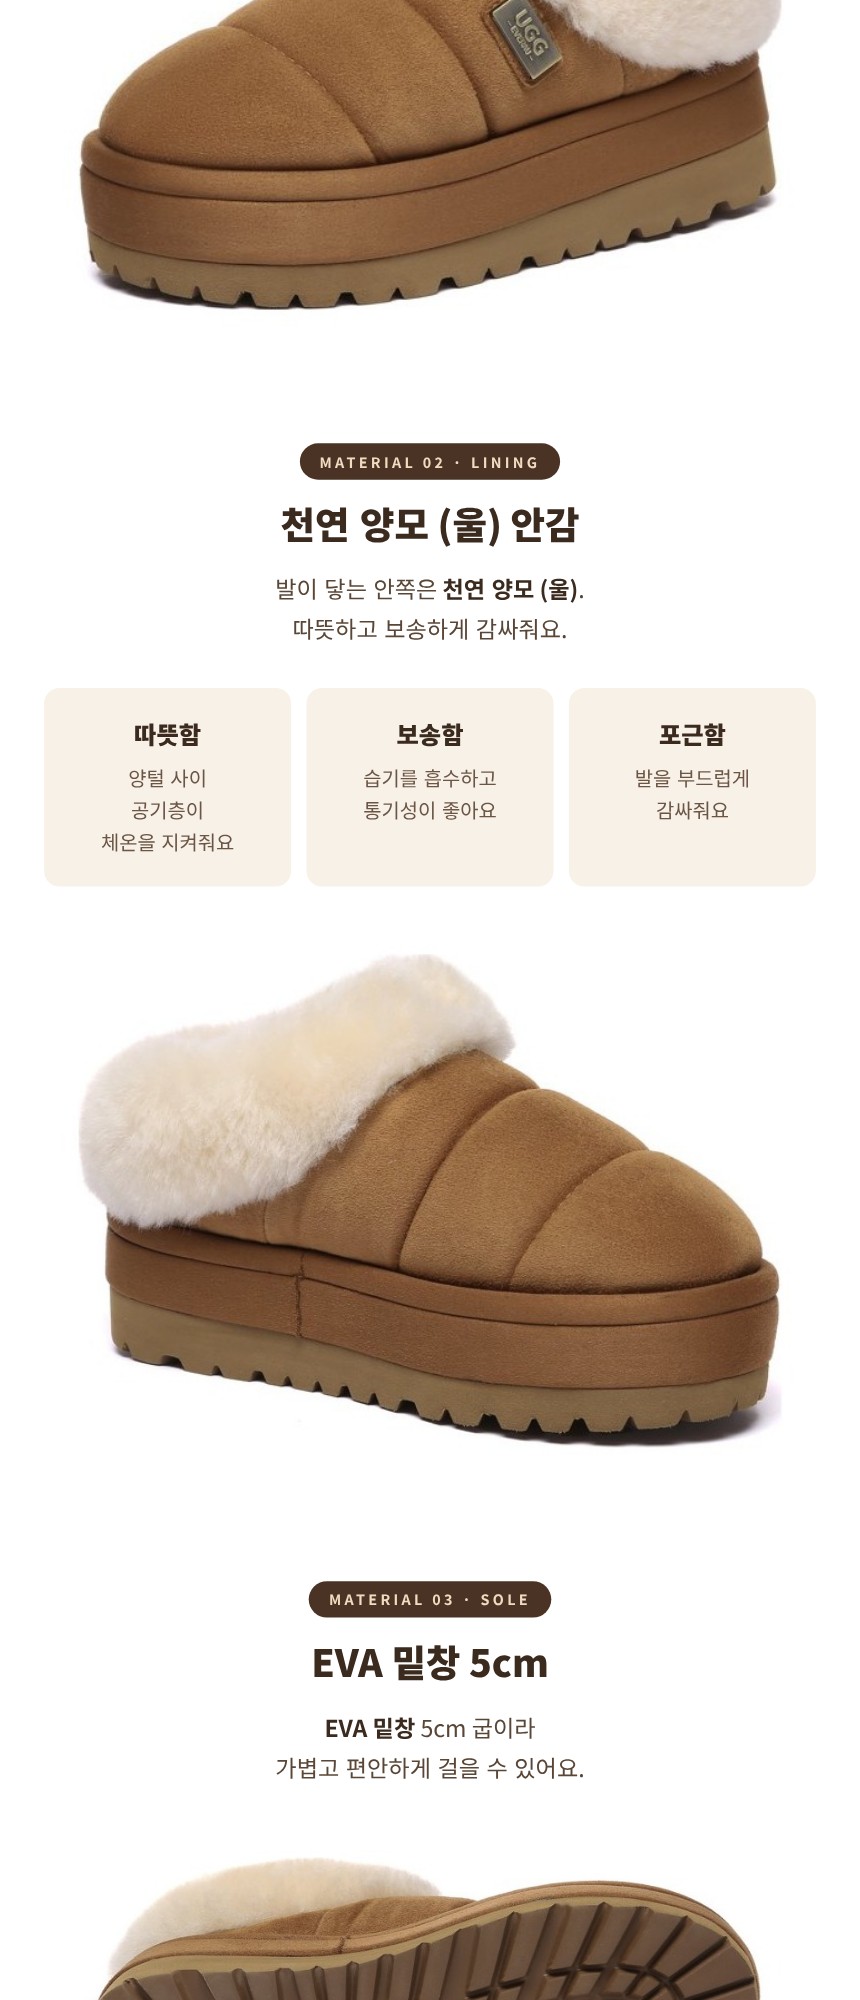 UGG
-EVERAU-
MATERIAL 02 · LINING
천연 양모 (울) 안감
발이 닿는 안쪽은 천연 양모 (울).
따뜻하고 보송하게 감싸줘요.
따뜻함
양털 사이
공기층이
체온을 지켜줘요
보송함
습기를 흡수하고
통기성이 좋아요
포근함
발을 부드럽게
감싸줘요
MATERIAL 03 · SOLE
EVA 밑창 5cm
EVA 밑창 5cm 굽이라
가볍고 편안하게 걸을 수 있어요.